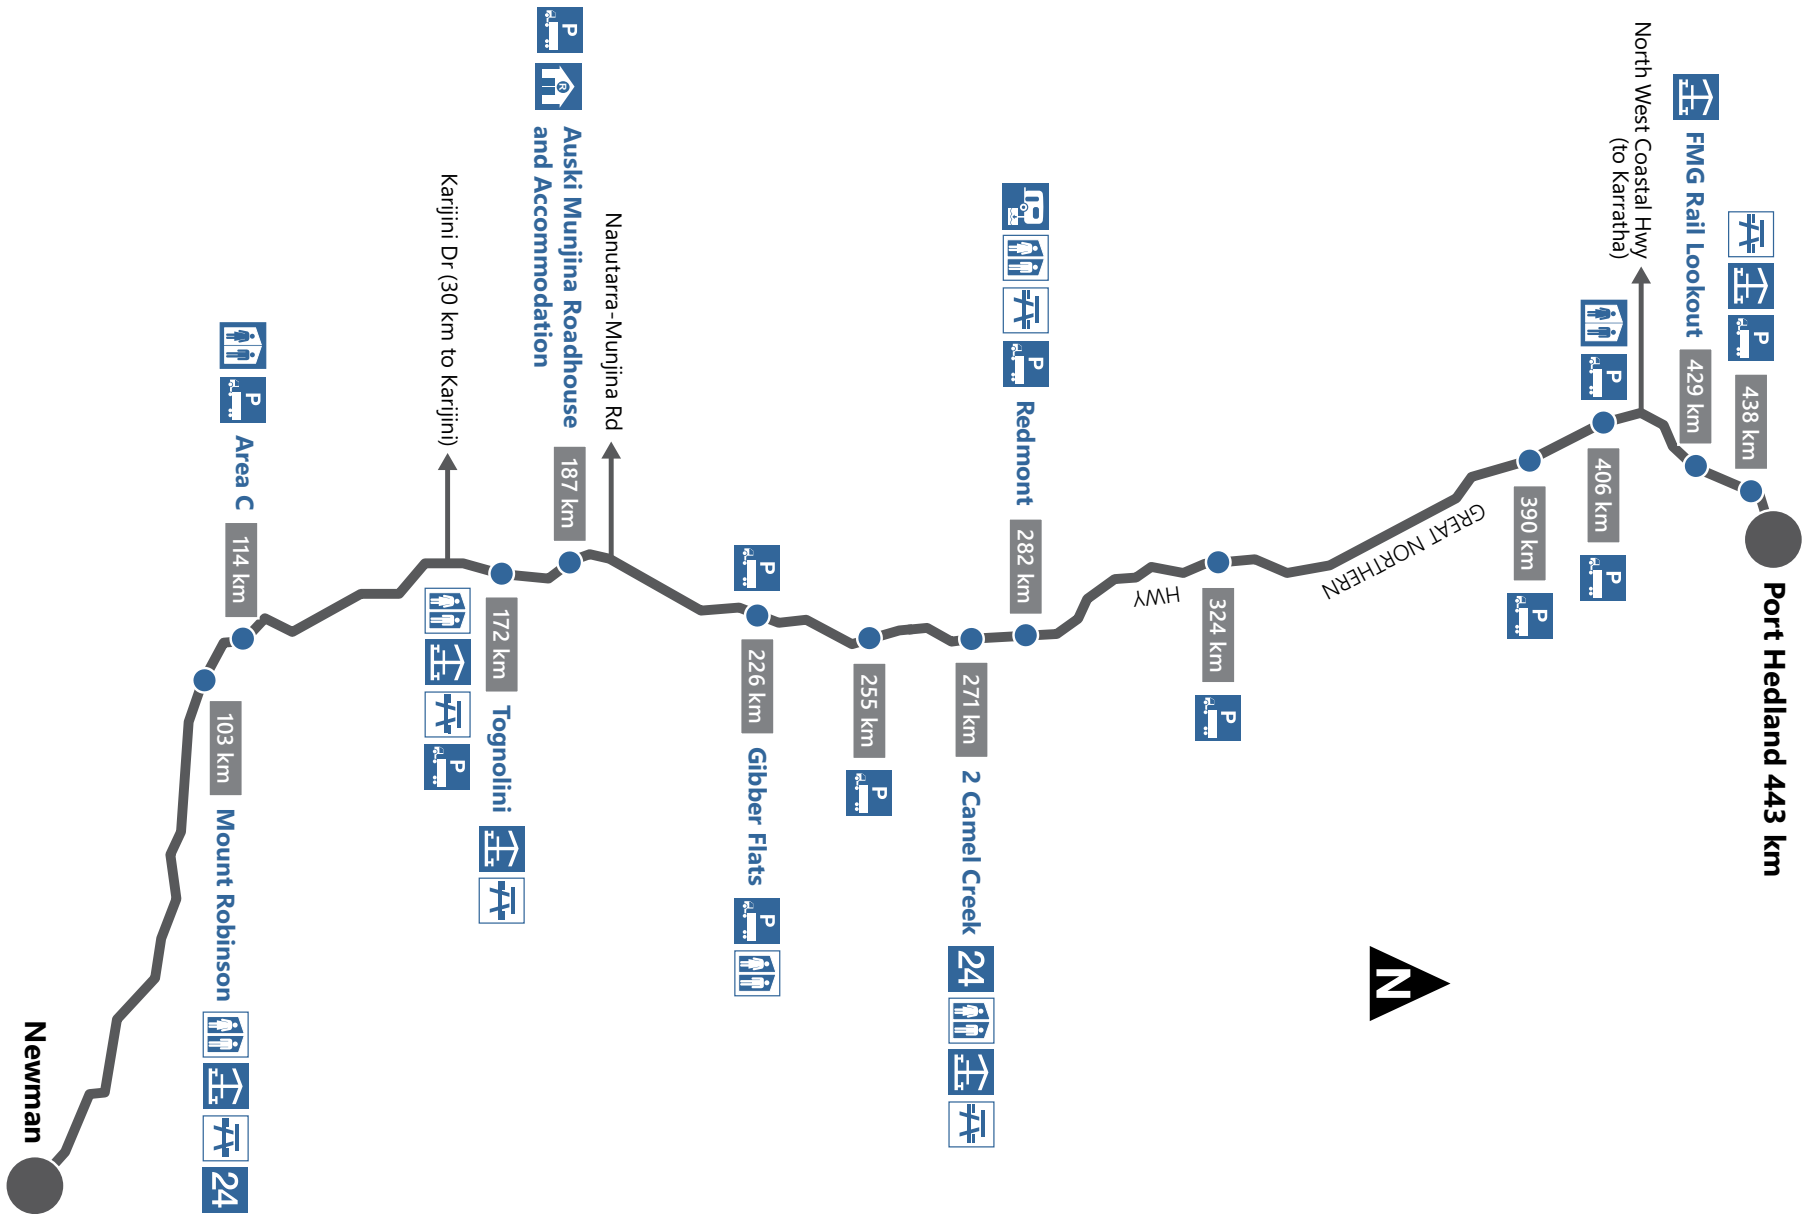 Port Hedland 443 km
P
438 km
FMG Rail Lookout
429 km
North West Coastal Hwy
(to Karratha)
P
406 km
P
390 km
P
GREAT NORTHERN
HWY
N
324 km
P
P
Redmont
282 km
271 km
2 Camel Creek
24
255 km
P
P
226 km
Gibber Flats
P
Nanutarra-Munjina Rd
P
R
Auski Munjina Roadhouse
and Accommodation
187 km
172 km
Tognolini
Karijini Dr (30 km to Karijini)
P
P
Area C
114 km
103 km
Mount Robinson
24
Newman